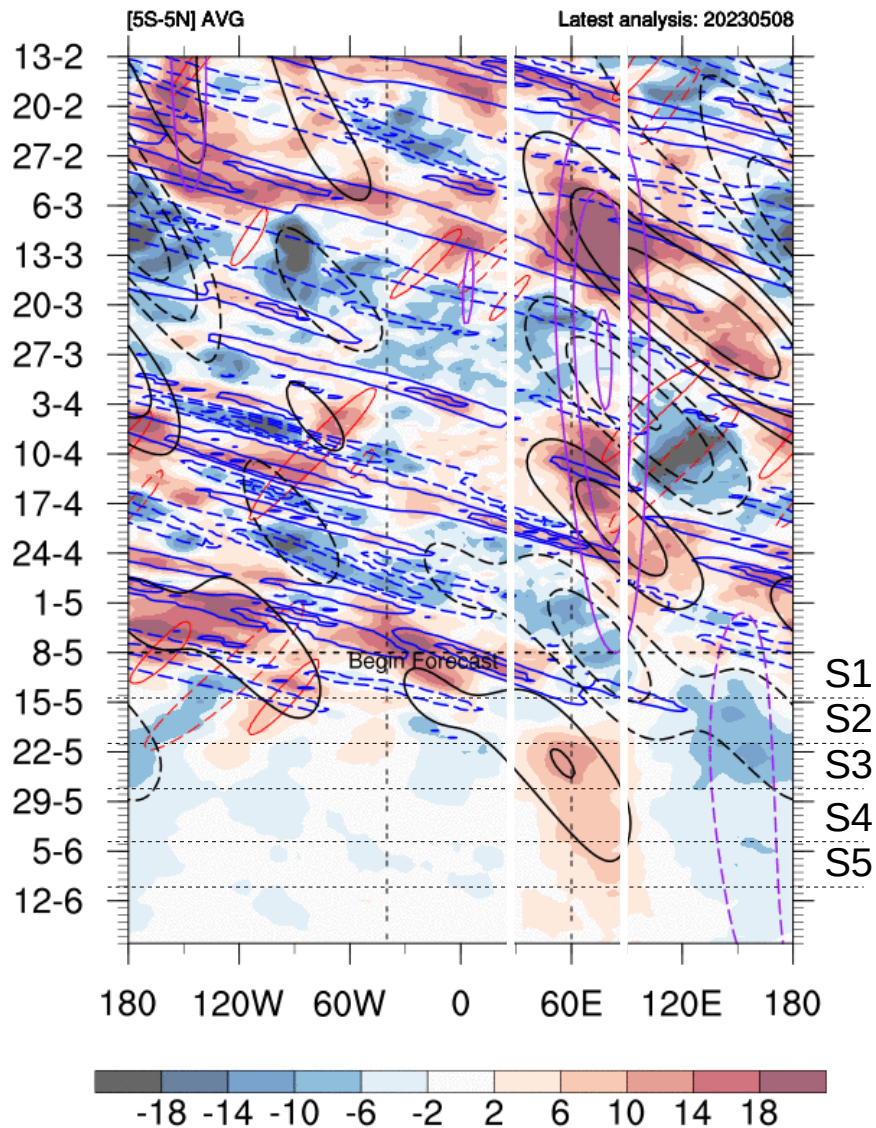 [5S-5N] AVG Latest analysis: 20230508
13-2
20-2
27-2
6-3
13-3
20-3
27-3
3-4
10-4
17-4
24-4
1-5
8-5
Begin Forecast
S1
15-5
S2
22-5
S3
29-5
S4
5-6
S5
12-6
180 120W 60W 0 60E 120E 180
-18 -14 -10 -6 -2 2 6 10 14 18